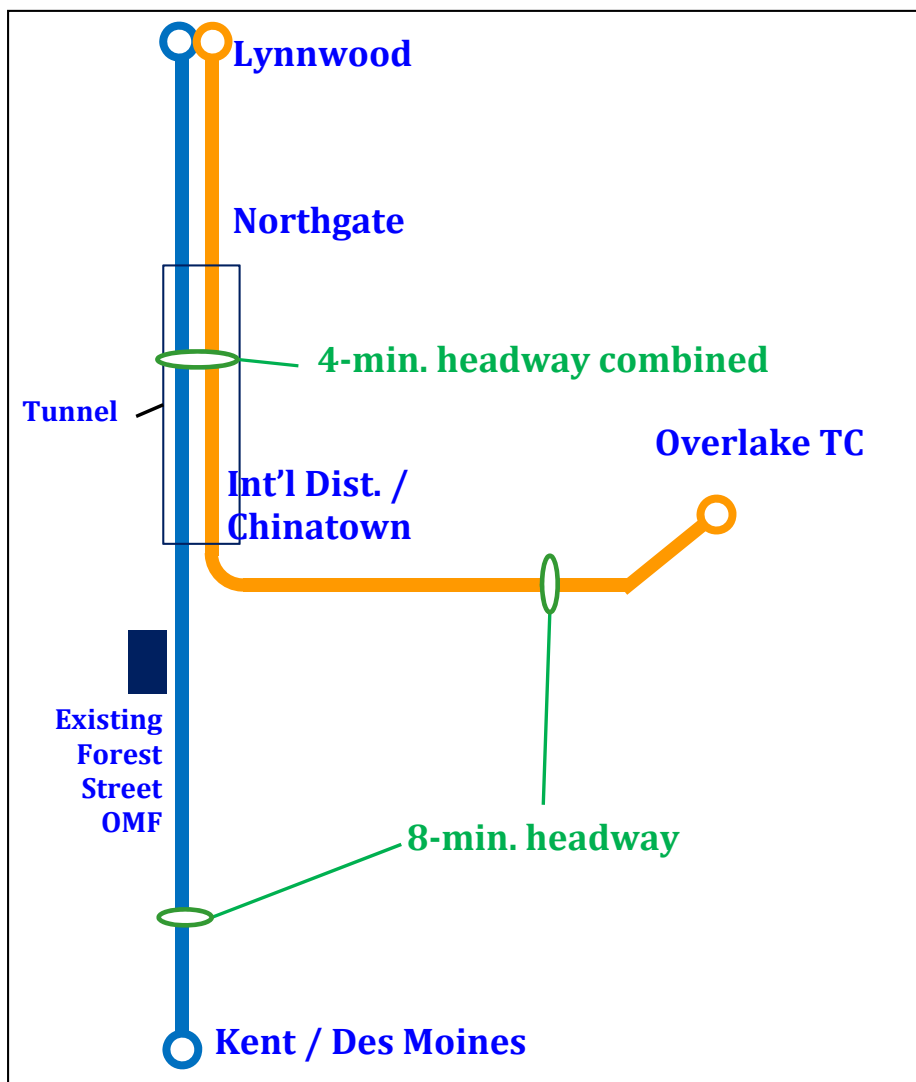 Lynnwood
Northgate
4-min. headway combined
Tunnel
Overlake TC
Int’l Dist. /
Chinatown
Existing
Forest
Street
OMF
8-min. headway
Kent / Des Moines